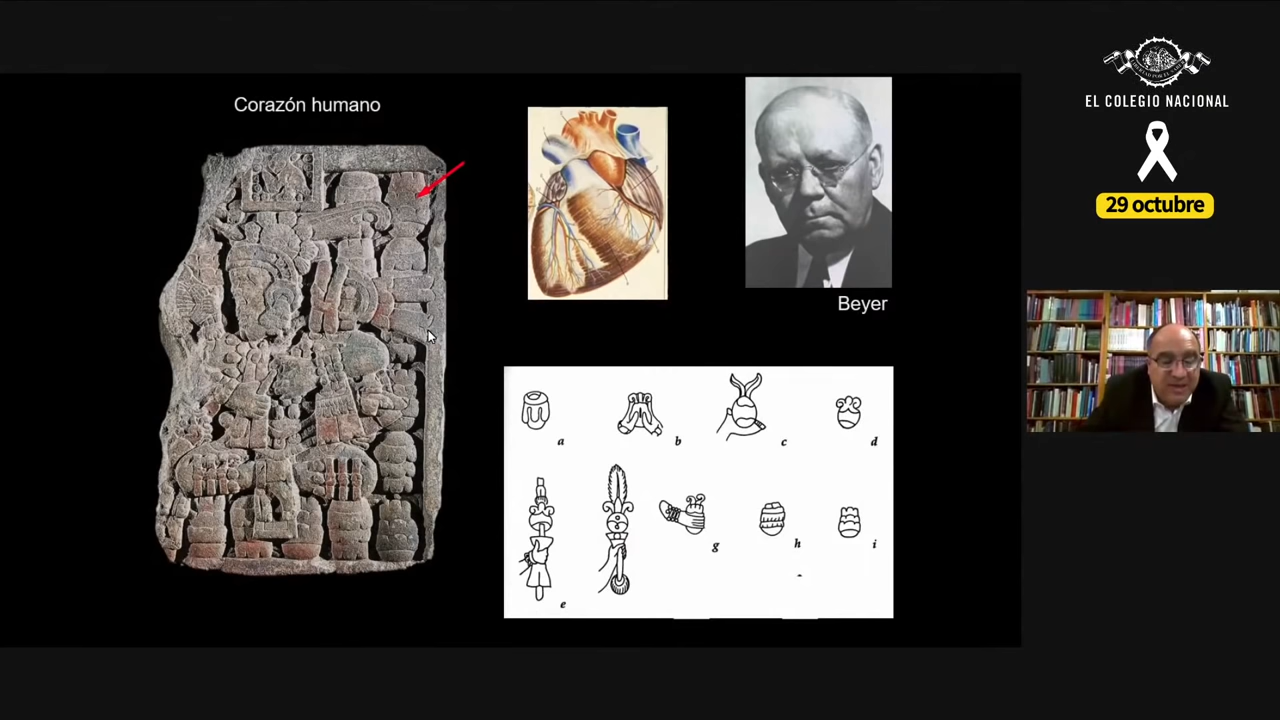 Corazón humano
Beyer
a
b
c
d
e
g
h
i
EL COLEGIO NACIONAL
29 octubre